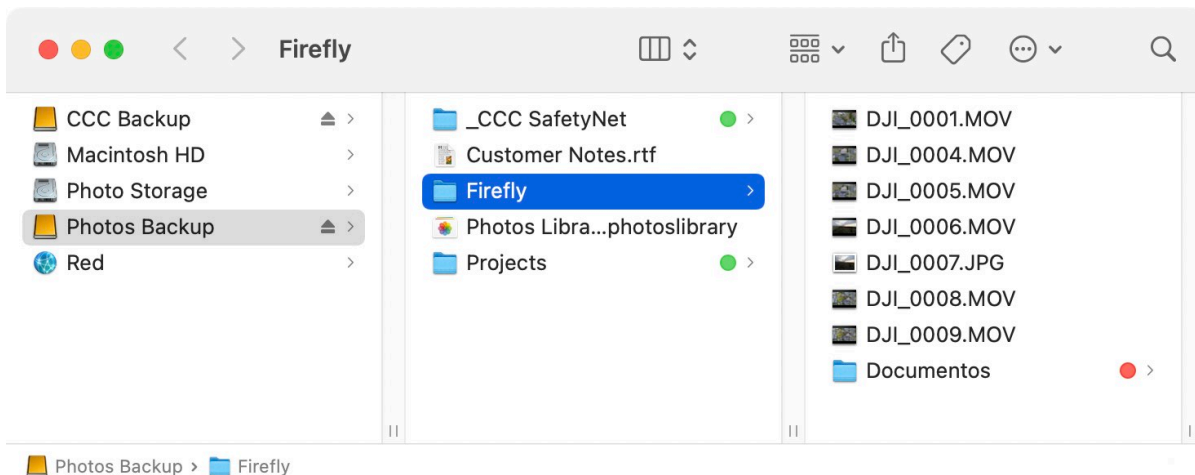 Firefly
CCC Backup
Macintosh HD
Photo Storage
Photos Backup
Red
_CCC SafetyNet
Customer Notes.rtf
Firefly
Photos Libra...photoslibrary
Projects
DJI_0001.MOV
DJI_0004.MOV
DJI_0005.MOV
DJI_0006.MOV
DJI_0007.JPG
DJI_0008.MOV
DJI_0009.MOV
Documentos
Photos Backup › Firefly